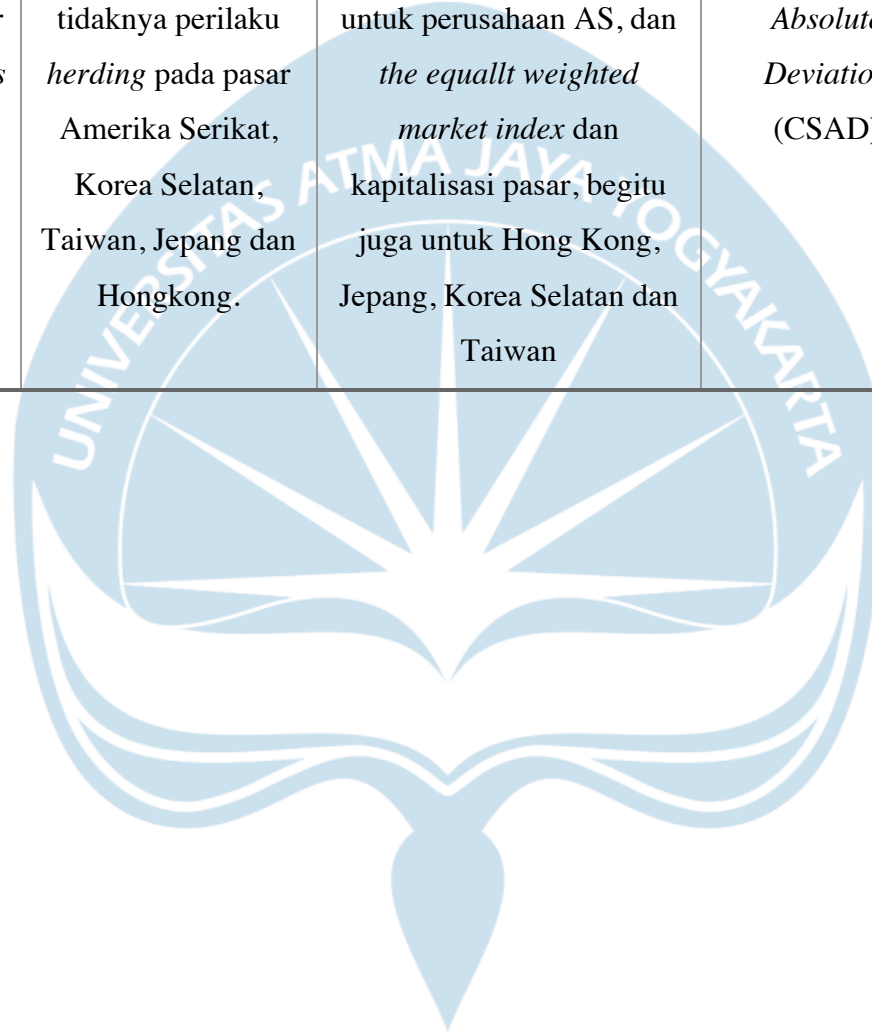 r
s
tidaknya perilaku
herding pada pasar
Amerika Serikat,
Korea Selatan,
Taiwan, Jepang dan
Hongkong.
untuk perusahaan AS, dan
the equallt weighted
market index dan
kapitalisasi pasar, begitu
juga untuk Hong Kong,
Jepang, Korea Selatan dan
Taiwan
Absolut
Deviatio
(CSAD)
UNIVERSITAS ATMA JAYA YOGYAKARTA